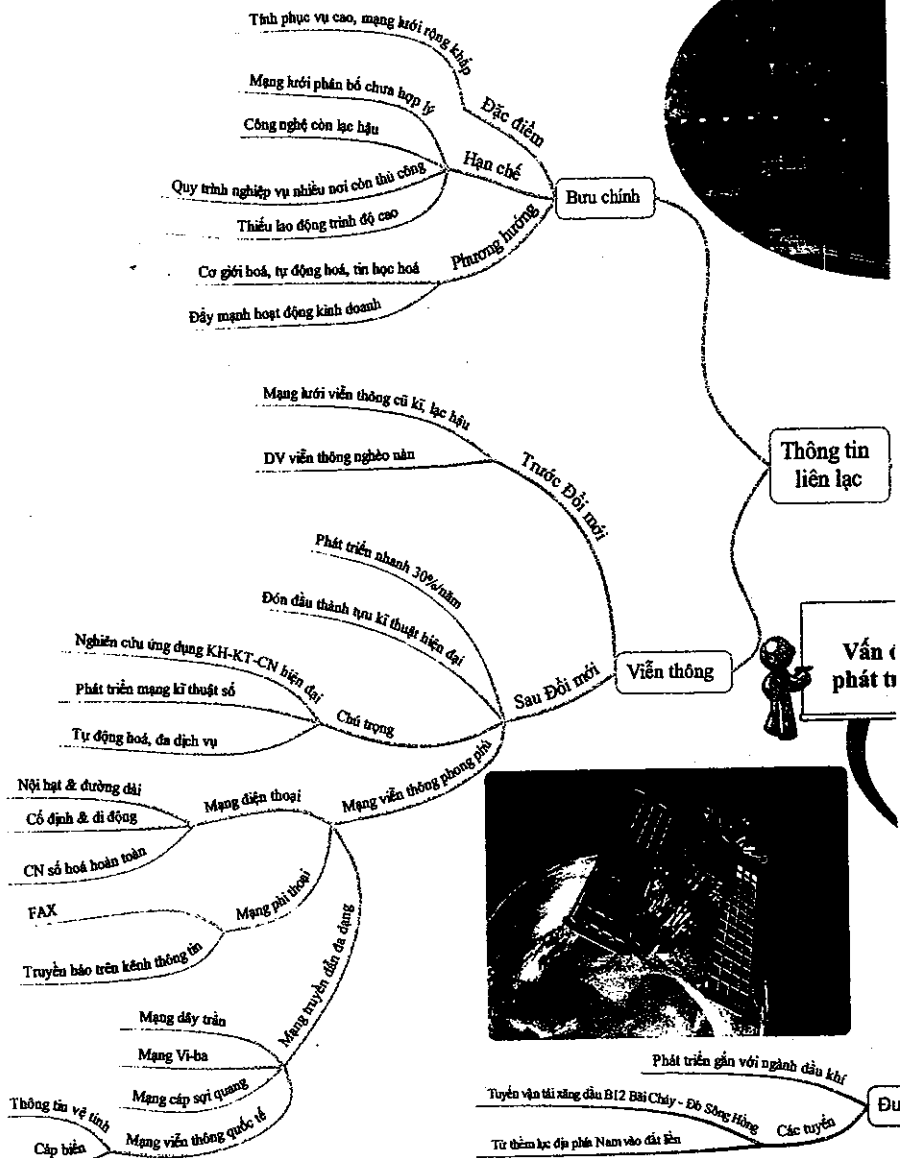 Tính phục vụ cao, mạng lưới rộng khắp
Đặc điểm
Mạng lưới phân bố chưa hợp lý
Công nghệ còn lạc hậu
Hạn chế
Quy trình nghiệp vụ nhiều nơi còn thủ công
Thiếu lao động trình độ cao
Bưu chính
Phương hướng
Cơ giới hoá, tự động hoá, tin học hoá
Đẩy mạnh hoạt động kinh doanh
Mạng lưới viễn thông cũ kĩ, lạc hậu
DV viễn thông nghèo nàn
Trước Đổi mới
Thông tin
liên lạc
Phát triển nhanh 30%/năm
Đón đầu thành tựu kĩ thuật hiện đại
Nghiên cứu ứng dụng KH-KT-CN hiện đại
Phát triển mạng kĩ thuật số
Tự động hoá, đa dịch vụ
Chú trọng
Sau Đổi mới
Viễn thông
Vấn
phát tr
Mạng viễn thông phong phú
Nội hạt & đường dài
Cố định & di động
CN số hoá hoàn toàn
Mạng điện thoại
FAX
Truyền báo trên kênh thông tin
Mạng phi thoại
Mạng truyền dẫn đa dạng
Mạng dây trần
Mạng Vi-ba
Mạng cáp sợi quang
Mạng viễn thông quốc tế
Thông tin vệ tinh
Cáp biển
Phát triển gắn với ngành dầu khí
Tuyến vận tải xăng dầu B12 Bãi Cháy - Đb Sông Hồng
Các tuyến
Từ thềm lục địa phía Nam vào đất liền
Đu